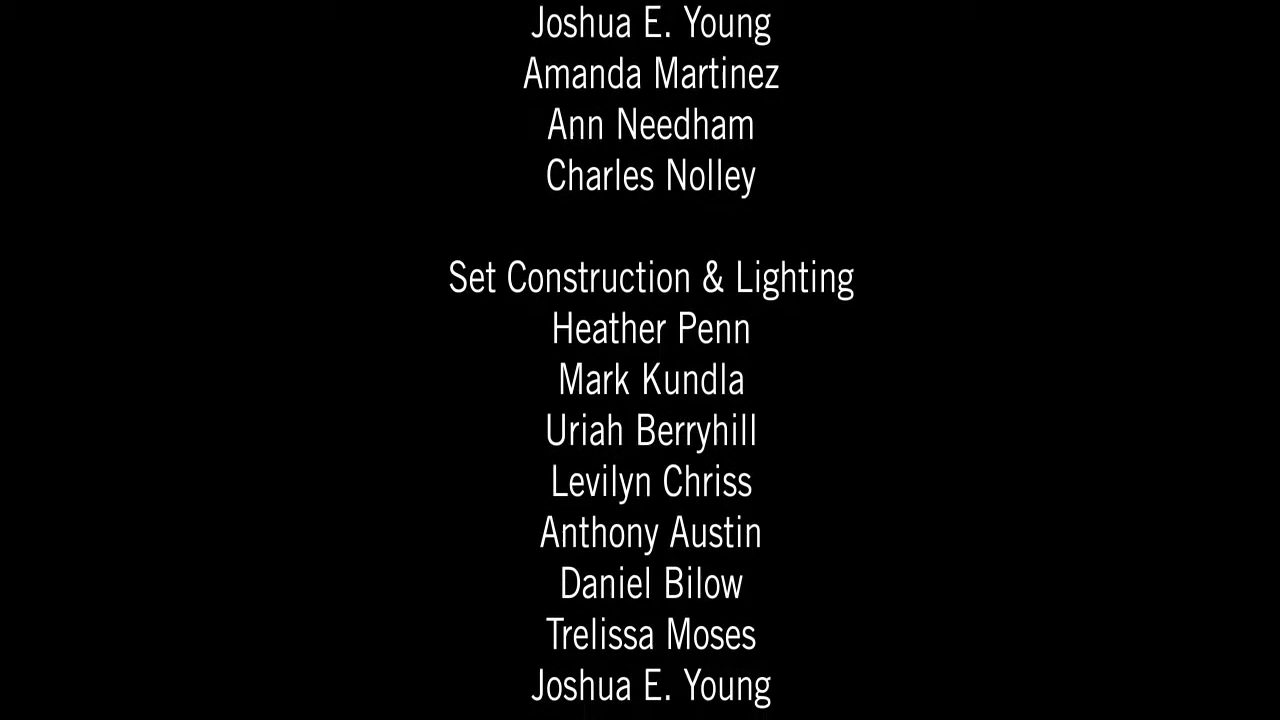 Joshua E. Young
Amanda Martinez
Ann Needham
Charles Nolley
Set Construction & Lighting
Heather Penn
Mark Kundla
Uriah Berryhill
Levilyn Chriss
Anthony Austin
Daniel Bilow
Trelissa Moses
Joshua E. Young